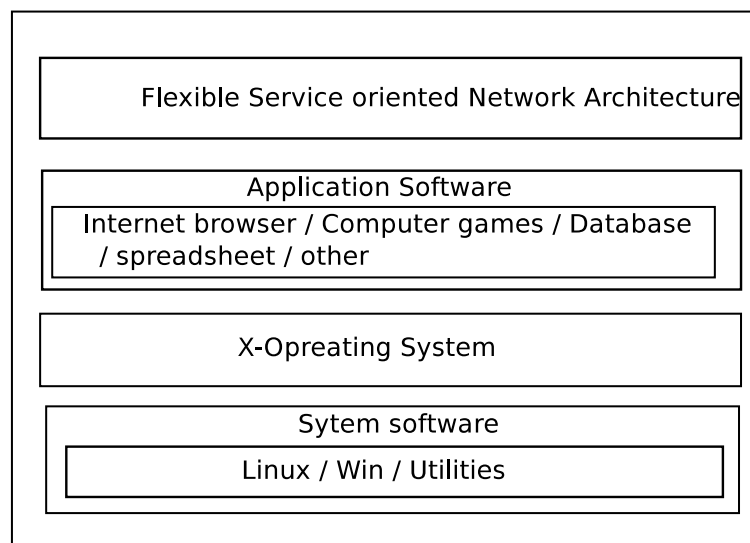 Flexible Service oriented Network Architecture
Application Software
Internet browser / Computer games / Database
/ spreadsheet / other
X-Opreating System
Sytem software
Linux / Win / Utilities